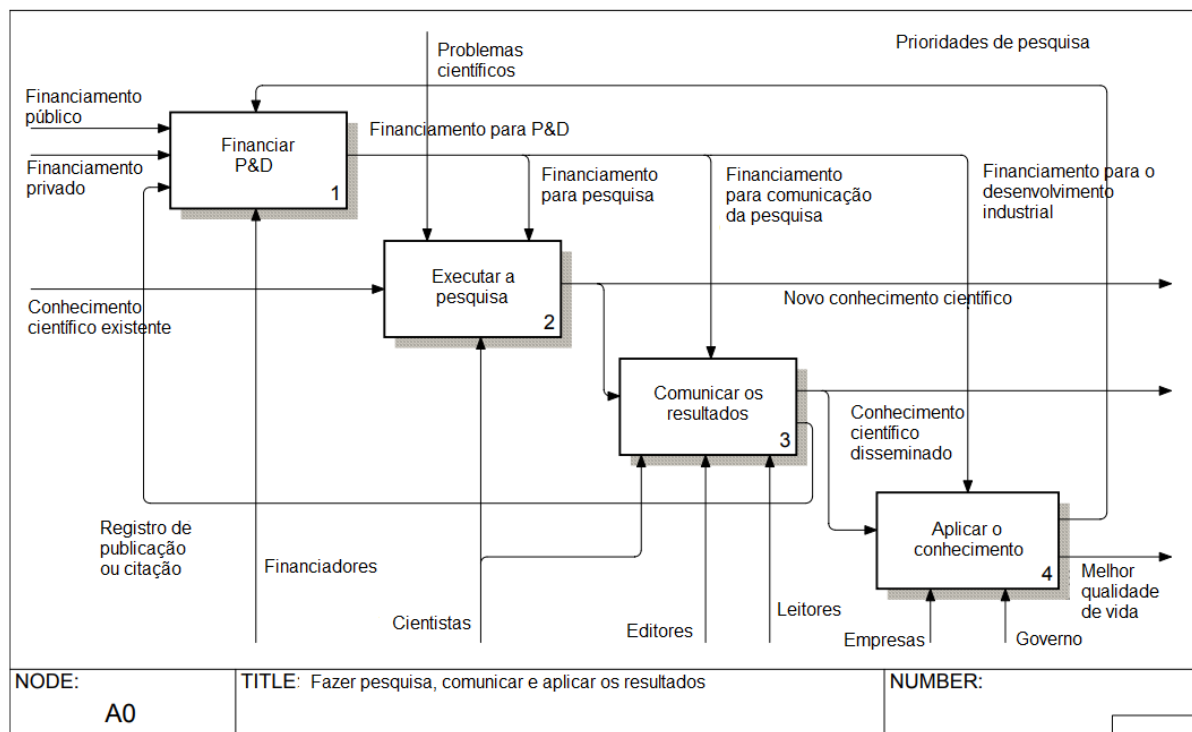 Prioridades de pesquisa
Problemas
científicos
Financiamento
público
Financiar
P&D
1
Financiamento para P&D
Financiamento
privado
Financiamento
para pesquisa
Financiamento
para comunicação
da pesquisa
Financiamento para o
desenvolvimento
industrial
Executar a
pesquisa
2
Conhecimento
científico existente
Novo conhecimento científico
Comunicar os
resultados
3
Conhecimento
científico
disseminado
Registro de
publicação
ou citação
Financiadores
Aplicar o
conhecimento
4
Melhor
qualidade
de vida
Cientistas
Editores
Leitores
Empresas
Governo
NODE:
A0
TITLE: Fazer pesquisa, comunicar e aplicar os resultados
NUMBER: